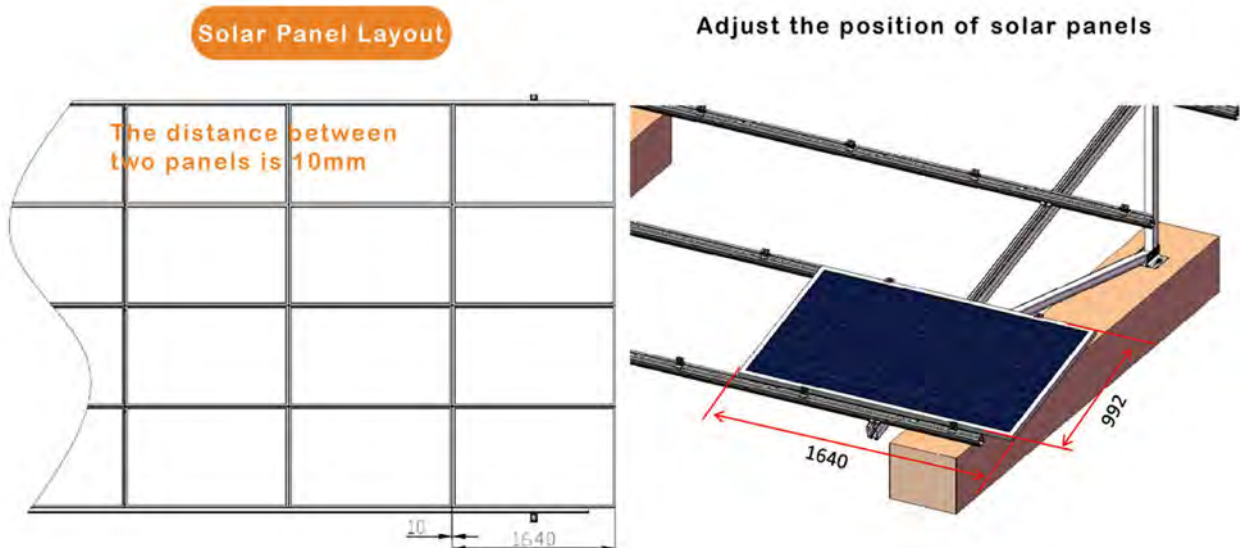 Solar Panel Layout
Adjust the position of solar panels
The distance between
two panels is 10mm
10
1640
1640
992